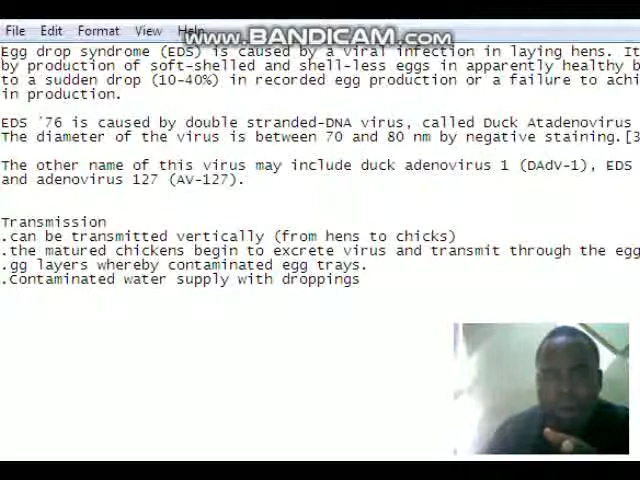 File Edit Format View Help
www.BANDICAM.com
Egg drop syndrome (EDS) is caused by a viral infection in laying hens. It
by production of soft-shelled and shell-less eggs in apparently healthy b
to a sudden drop (10-40%) in recorded egg production or a failure to achi
in production.
EDS '76 is caused by double stranded-DNA virus, called Duck Atadenovirus
The diameter of the virus is between 70 and 80 nm by negative staining.[3
The other name of this virus may include duck adenovirus 1 (DAdV-1), EDS
and adenovirus 127 (AV-127).
Transmission
.can be transmitted vertically (from hens to chicks)
.the matured chickens begin to excrete virus and transmit through the egg
.gg layers whereby contaminated egg trays.
.Contaminated water supply with droppings